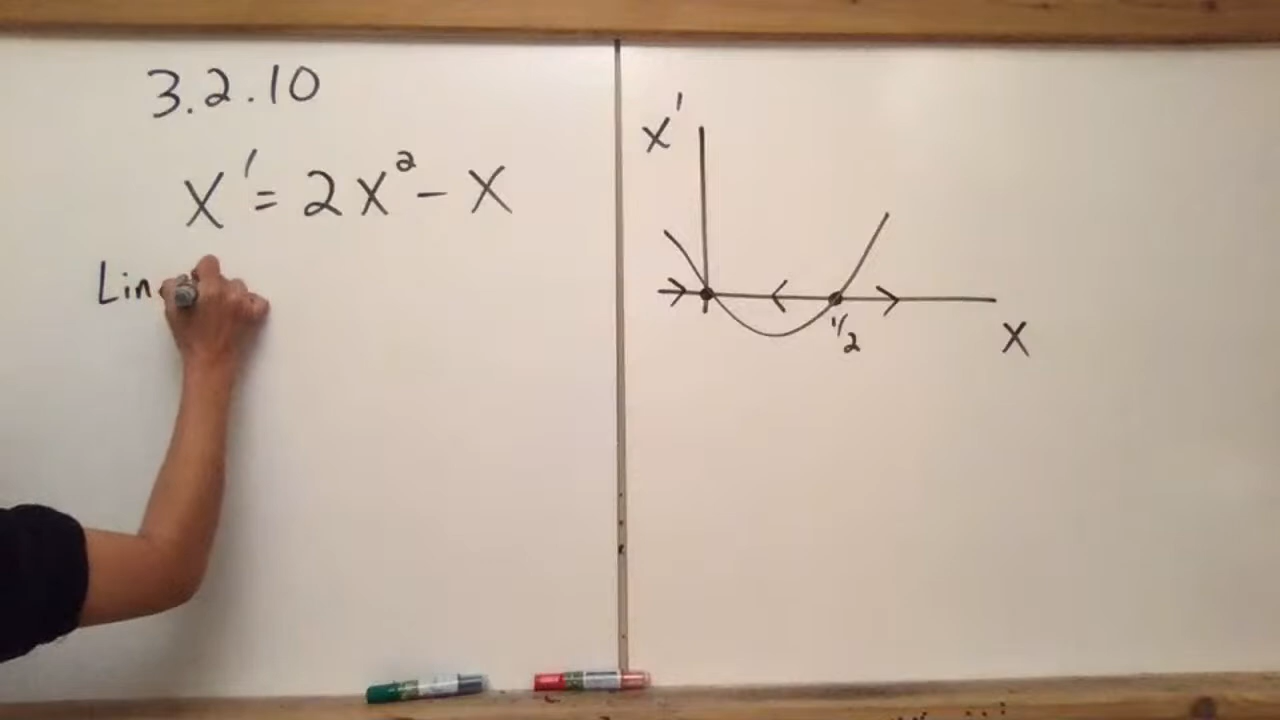 3.2.10
x' = 2x² - x
Lin
x'
1/2
x